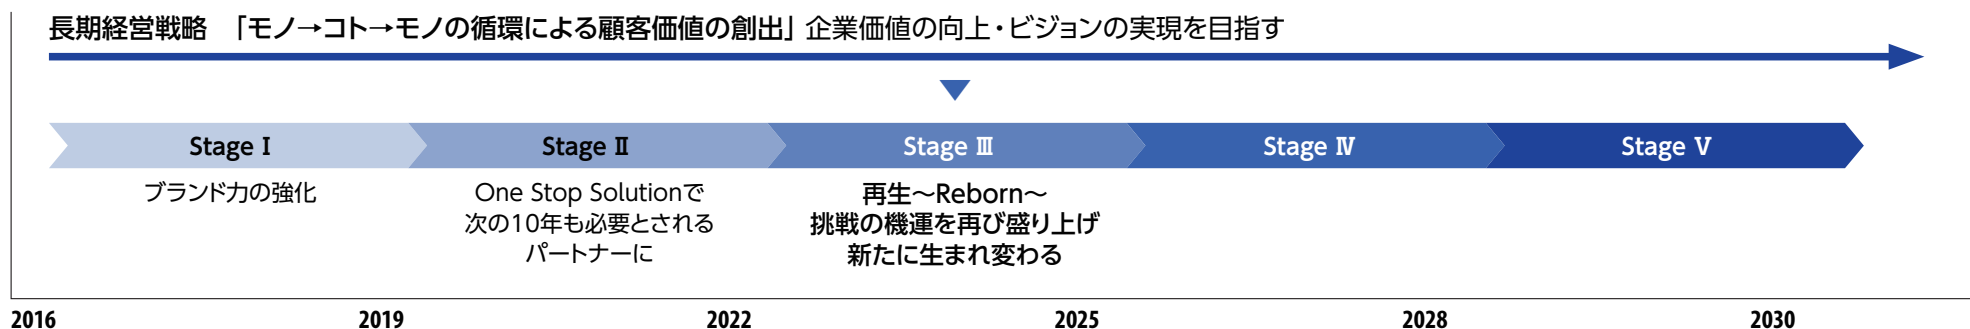 長期経営戦略 「モノ→コト→モノの循環による顧客価値の創出」 企業価値の向上・ビジョンの実現を目指す
Stage Ⅰ
Stage Ⅱ
Stage Ⅲ
Stage Ⅳ
Stage Ⅴ
ブランド力の強化
One Stop Solutionで
次の10年も必要とされる
パートナーに
再生~Reborn~
挑戦の機運を再び盛り上げ
新たに生まれ変わる
2016
2019
2022
2025
2028
2030